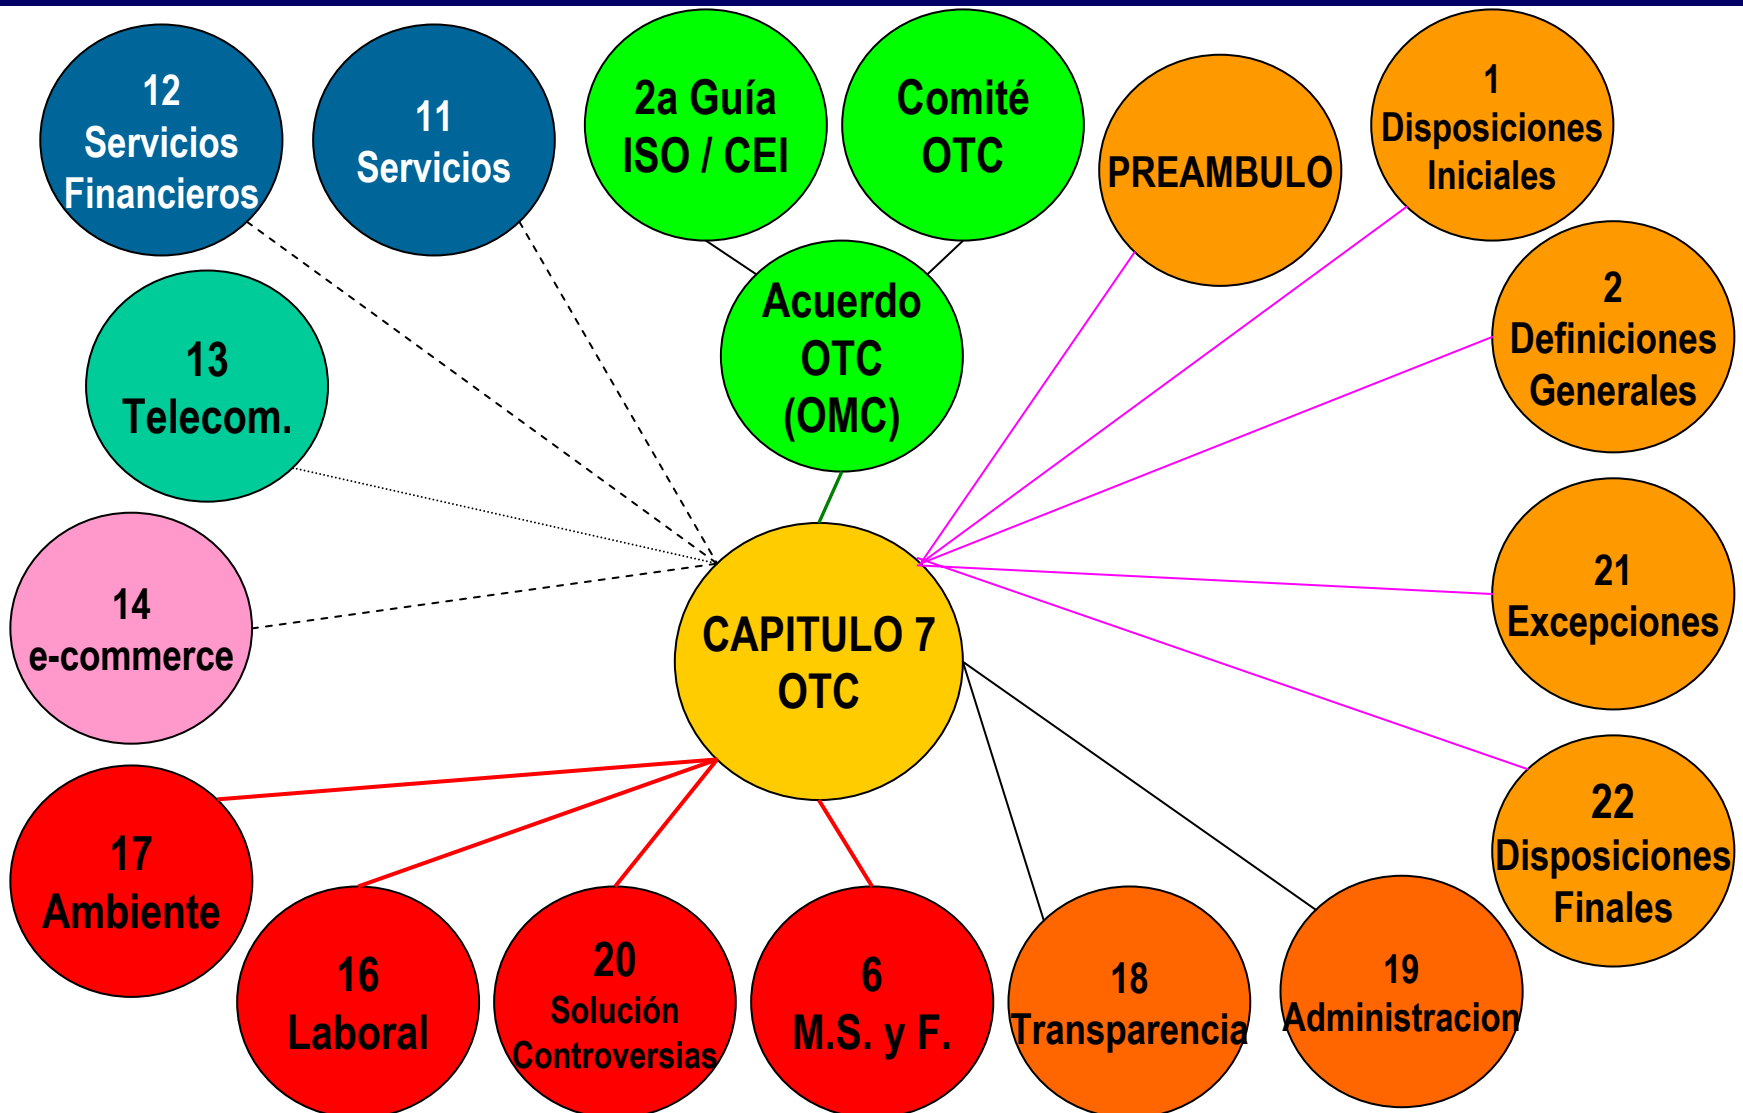 12
Servicios
Financieros
11
Servicios
2a Guía
ISO / CEI
Comité
OTC
PREAMBULO
1
Disposiciones
Iniciales
2
Definiciones
Generales
Acuerdo
OTC
(OMC)
13
Telecom.
14
e-commerce
CAPITULO 7
OTC
21
Excepciones
22
Disposiciones
Finales
17
Ambiente
16
Laboral
20
Solución
Controversias
6
M.S. y F.
18
Transparencia
19
Administracion